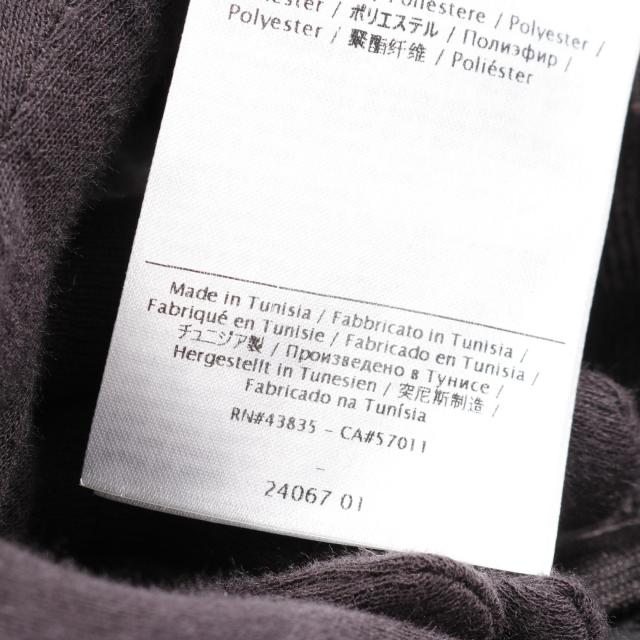 Poliestere / Polyester /
Polyester / ポリエステル / Полиэфир /
Polyester / 聚酯纤维 / Poliéster
Made in Tunisia / Fabbricato in Tunisia /
Fabriqué en Tunisie / Fabricado en Tunisia /
チュニジア製 / Произведено в Тунисе /
Hergestellt in Tunesien / 突尼斯制造 /
Fabricado na Tunísia
RN#43835 - CA#57011
-
24067 01